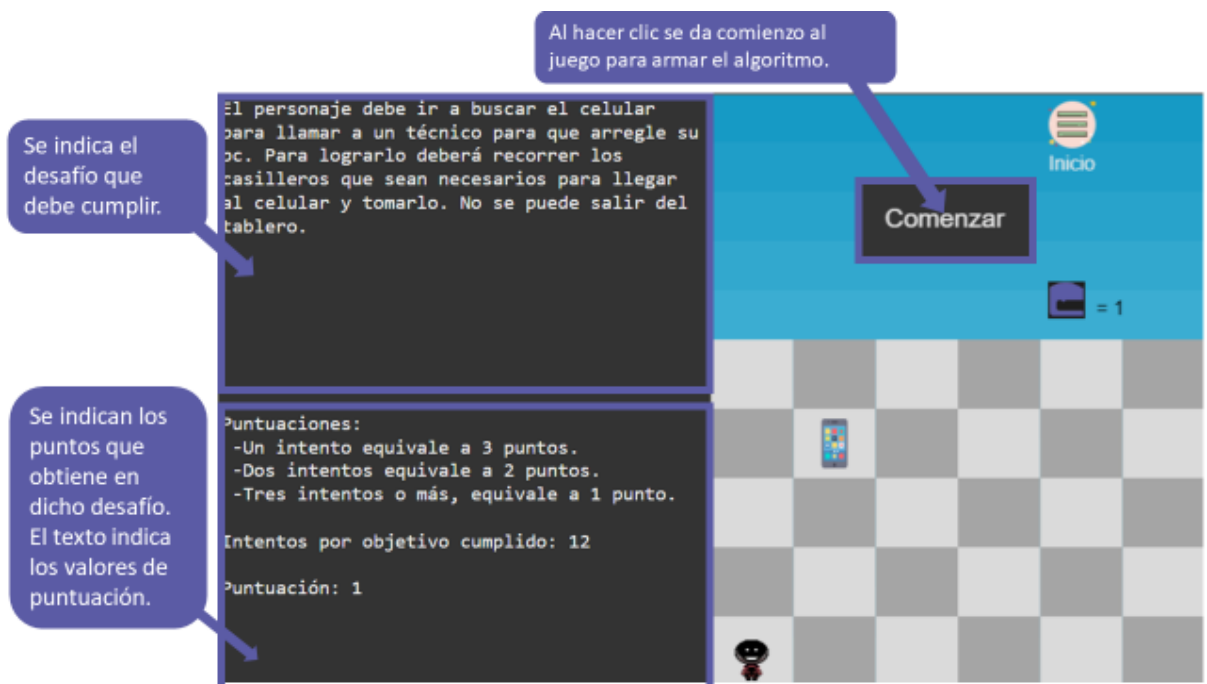 Al hacer clic se da comienzo al
juego para armar el algoritmo.
Se indica el
desafío que
debe cumplir.
El personaje debe ir a buscar el celular
para llamar a un técnico para que arregle su
pc. Para lograrlo deberá recorrer los
casilleros que sean necesarios para llegar
al celular y tomarlo. No se puede salir del
tablero.
Inicio
Comenzar
= 1
Se indican los
puntos que
obtiene en
dicho desafío.
El texto indica
los valores de
puntuación.
Puntuaciones:
-Un intento equivale a 3 puntos.
-Dos intentos equivale a 2 puntos.
-Tres intentos o más, equivale a 1 punto.
Intentos por objetivo cumplido: 12
Puntuación: 1